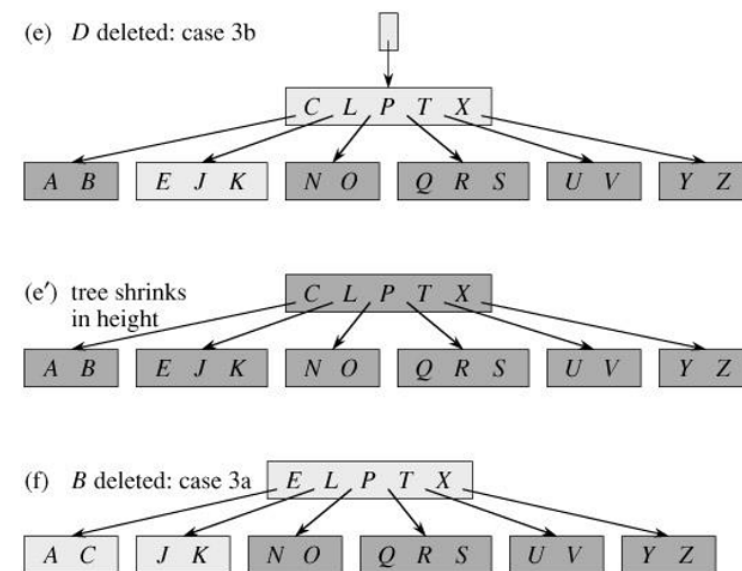 (e) D deleted: case 3b
C L P T X
A B E J K N O Q R S U V Y Z
(e′) tree shrinks
in height
C L P T X
A B E J K N O Q R S U V Y Z
(f) B deleted: case 3a
E L P T X
A C J K N O Q R S U V Y Z